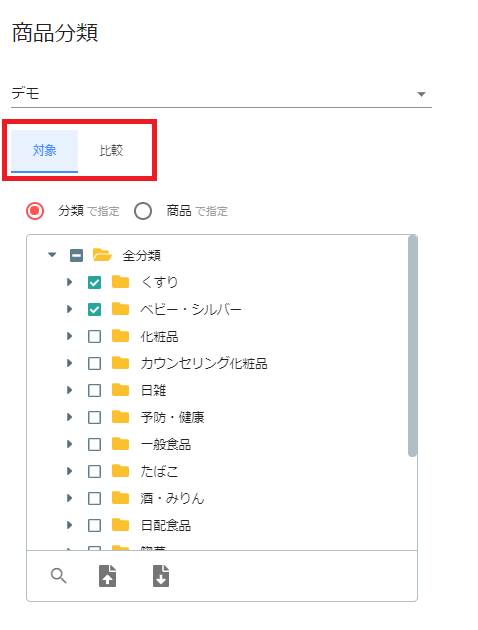 商品分類
デモ
対象 比較
分類 で指定 商品 で指定
全分類
くすり
ベビー・シルバー
化粧品
カウンセリング化粧品
日雑
予防・健康
一般食品
たばこ
酒・みりん
日配食品